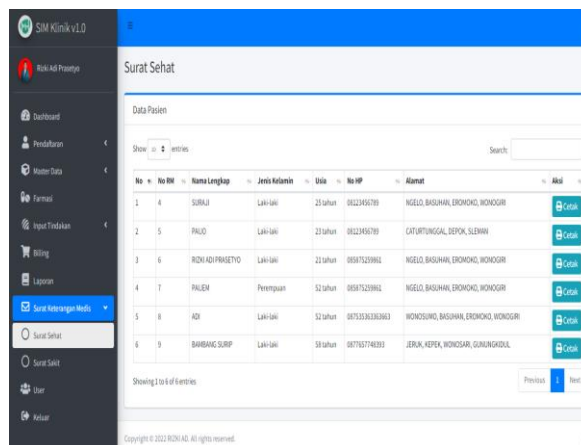 SIM Klinik v1.0
Rizki Adi Prasetyo
Dashboard
Pendaftaran
Master Data
Farmasi
Input Tindakan
Billing
Laporan
Surat Keterangan Medis
Surat Sehat
Surat Sakit
User
Keluar
Surat Sehat
Data Pasien
Show 10 entries
Search:
No No RM Nama Lengkap Jenis Kelamin Usia No HP Alamat Aksi
1 4 SURAJI Laki-laki 25 tahun 08123456789 NGELO, BASUHAN, EROMOKO, WONOGIRI Cetak
2 5 PAIJO Laki-laki 23 tahun 08123456789 CATURTUNGGAL, DEPOK, SLEMAN Cetak
3 6 RIZKI ADI PRASETYO Laki-laki 21 tahun 085875259861 NGELO, BASUHAN, EROMOKO, WONOGIRI Cetak
4 7 PALIEM Perempuan 52 tahun 085875259861 NGELO, BASUHAN, EROMOKO, WONOGIRI Cetak
5 8 ADI Laki-laki 52 tahun 087535363363663 WONOSUMO, BASUHAN, EROMOKO, WONOGIRI Cetak
6 9 BAMBANG SURIP Laki-laki 58 tahun 0877657748393 JERUK, KEPEK, WONOSARI, GUNUNGKIDUL Cetak
Showing 1 to 6 of 6 entries
Previous 1 Next
Copyright © 2022 RIZKI AD. All rights reserved.